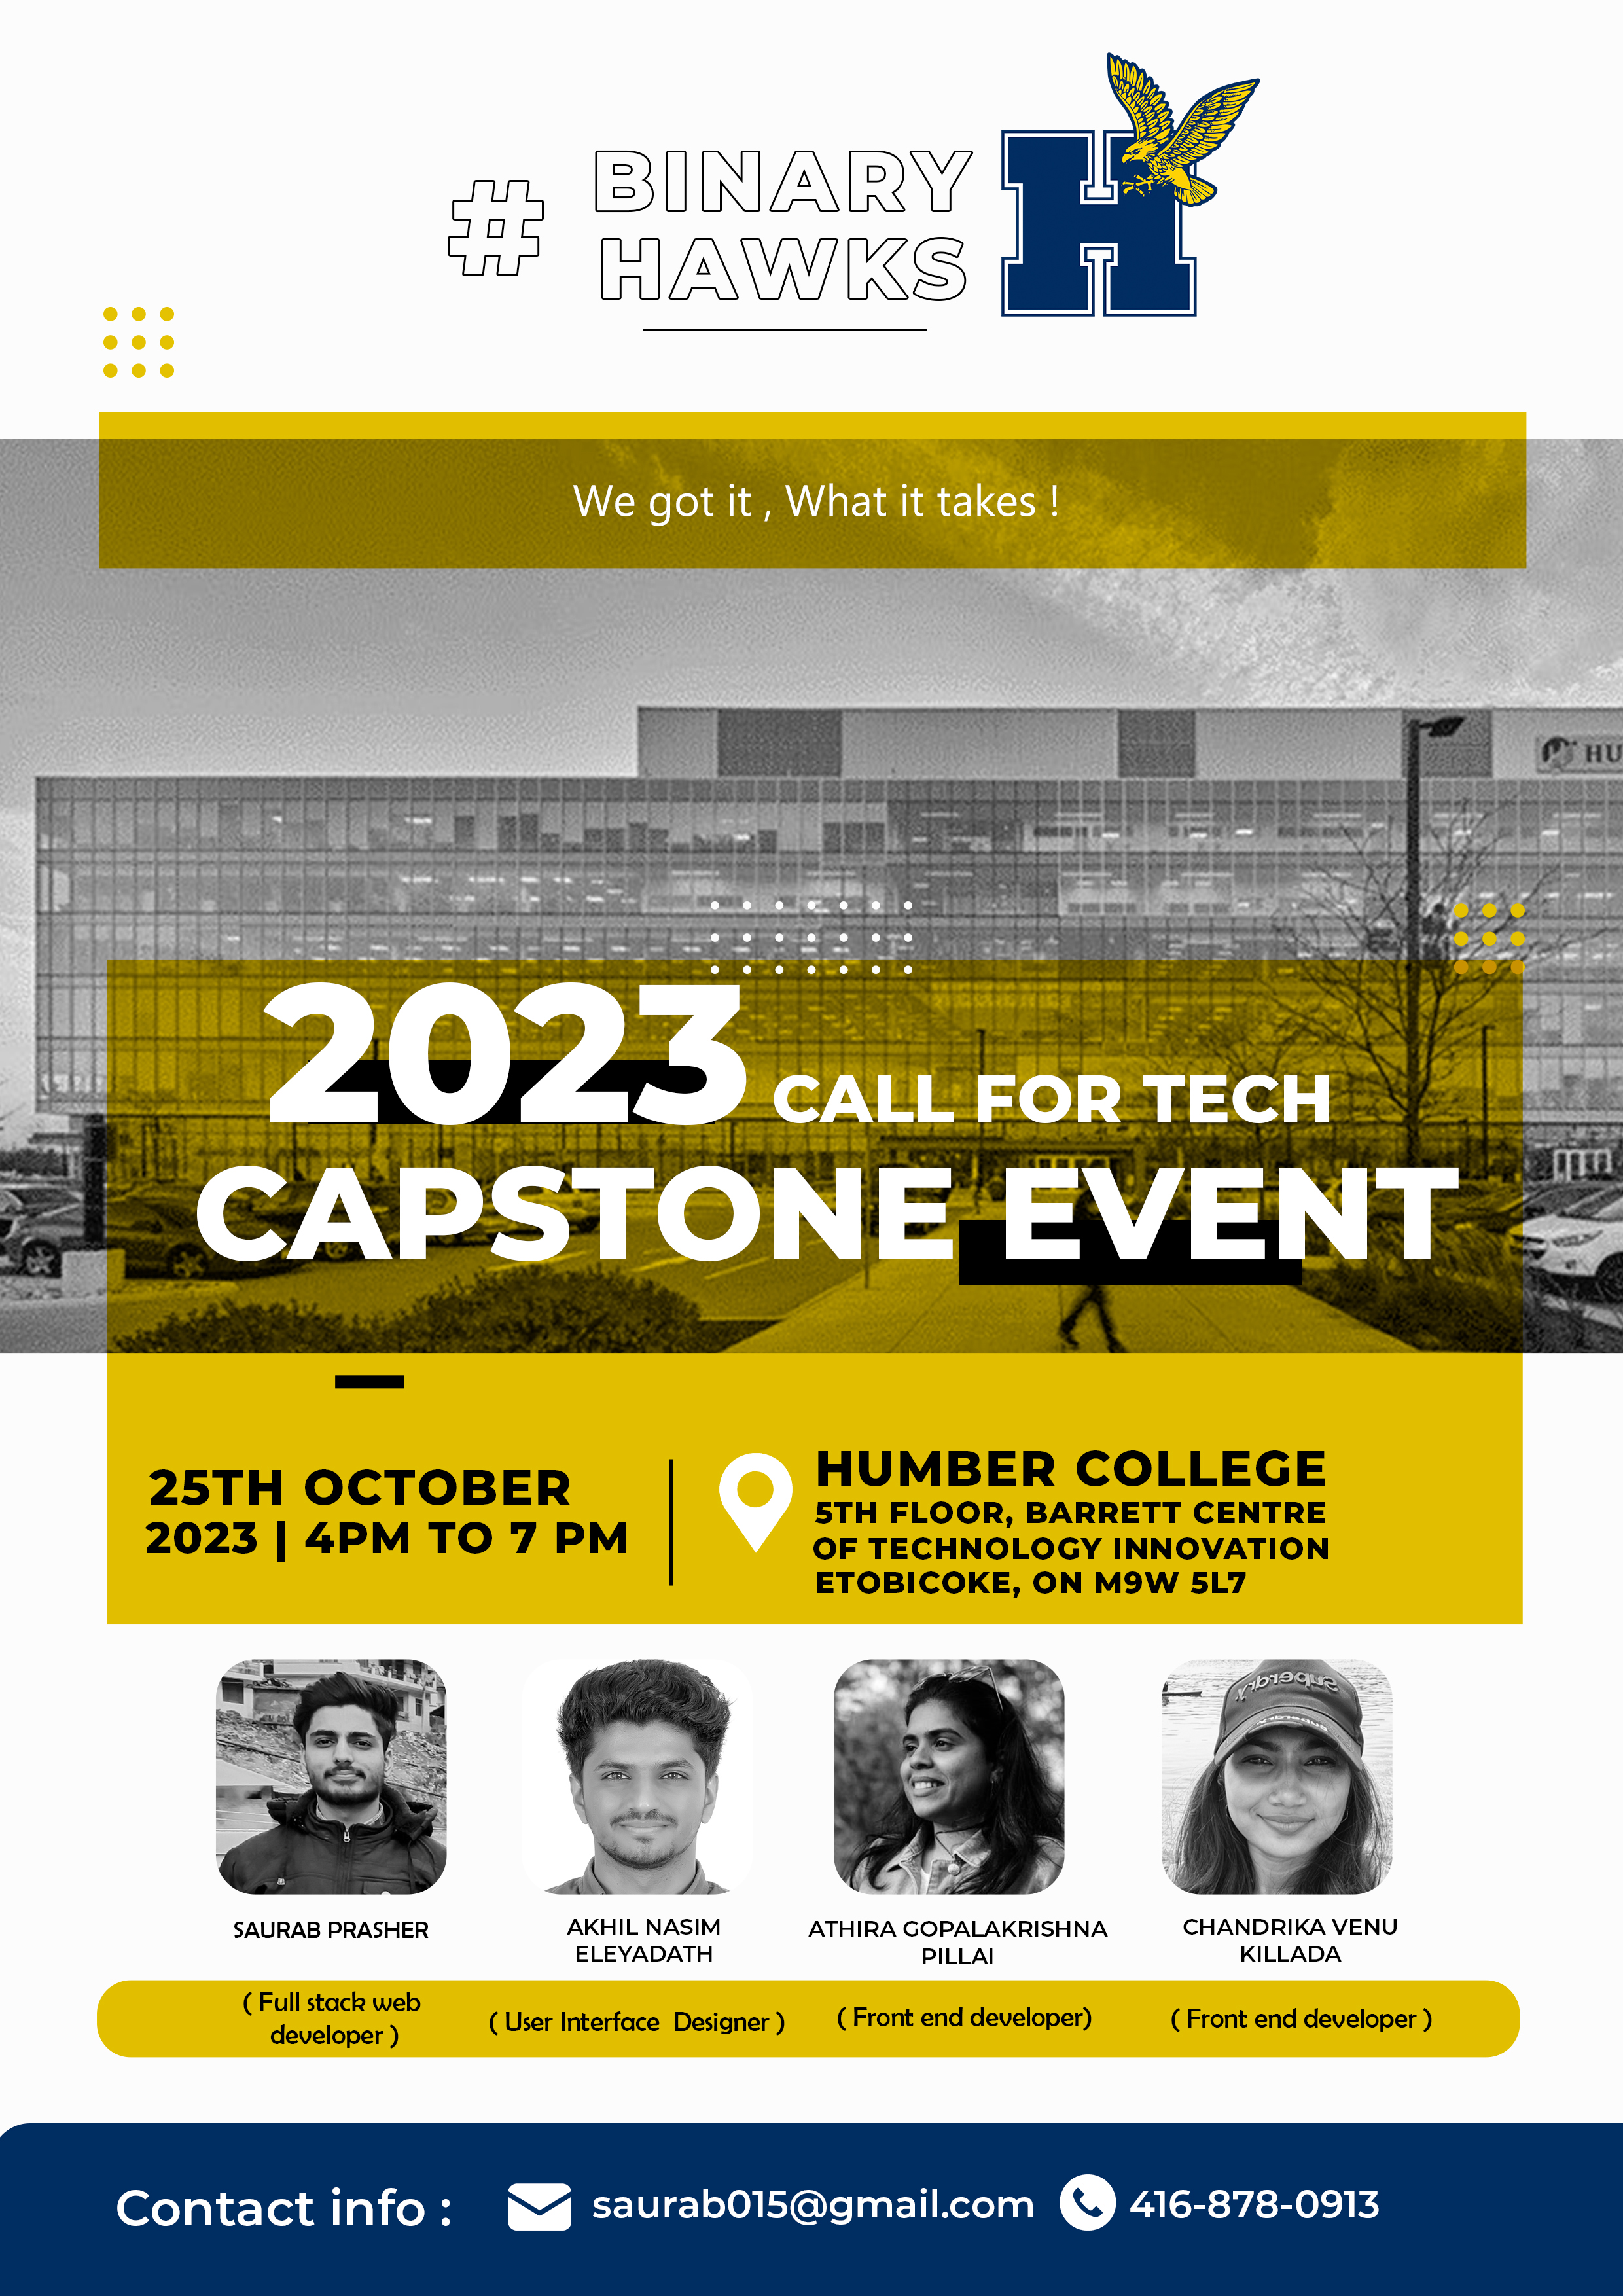 #
BINARY
HAWKS
H
We got it , What it takes !
HU
2023 CALL FOR TECH
CAPSTONE EVENT
25TH OCTOBER
2023 | 4PM TO 7 PM
HUMBER COLLEGE
5TH FLOOR, BARRETT CENTRE
OF TECHNOLOGY INNOVATION
ETOBICOKE, ON M9W 5L7
Superdry.
superdry
SAURAB PRASHER
AKHIL NASIM
ELEYADATH
ATHIRA GOPALAKRISHNA
PILLAI
CHANDRIKA VENU
KILLADA
( Full stack web
developer )
( User Interface Designer )
( Front end developer)
( Front end developer )
Contact info :
saurab015@gmail.com
416-878-0913